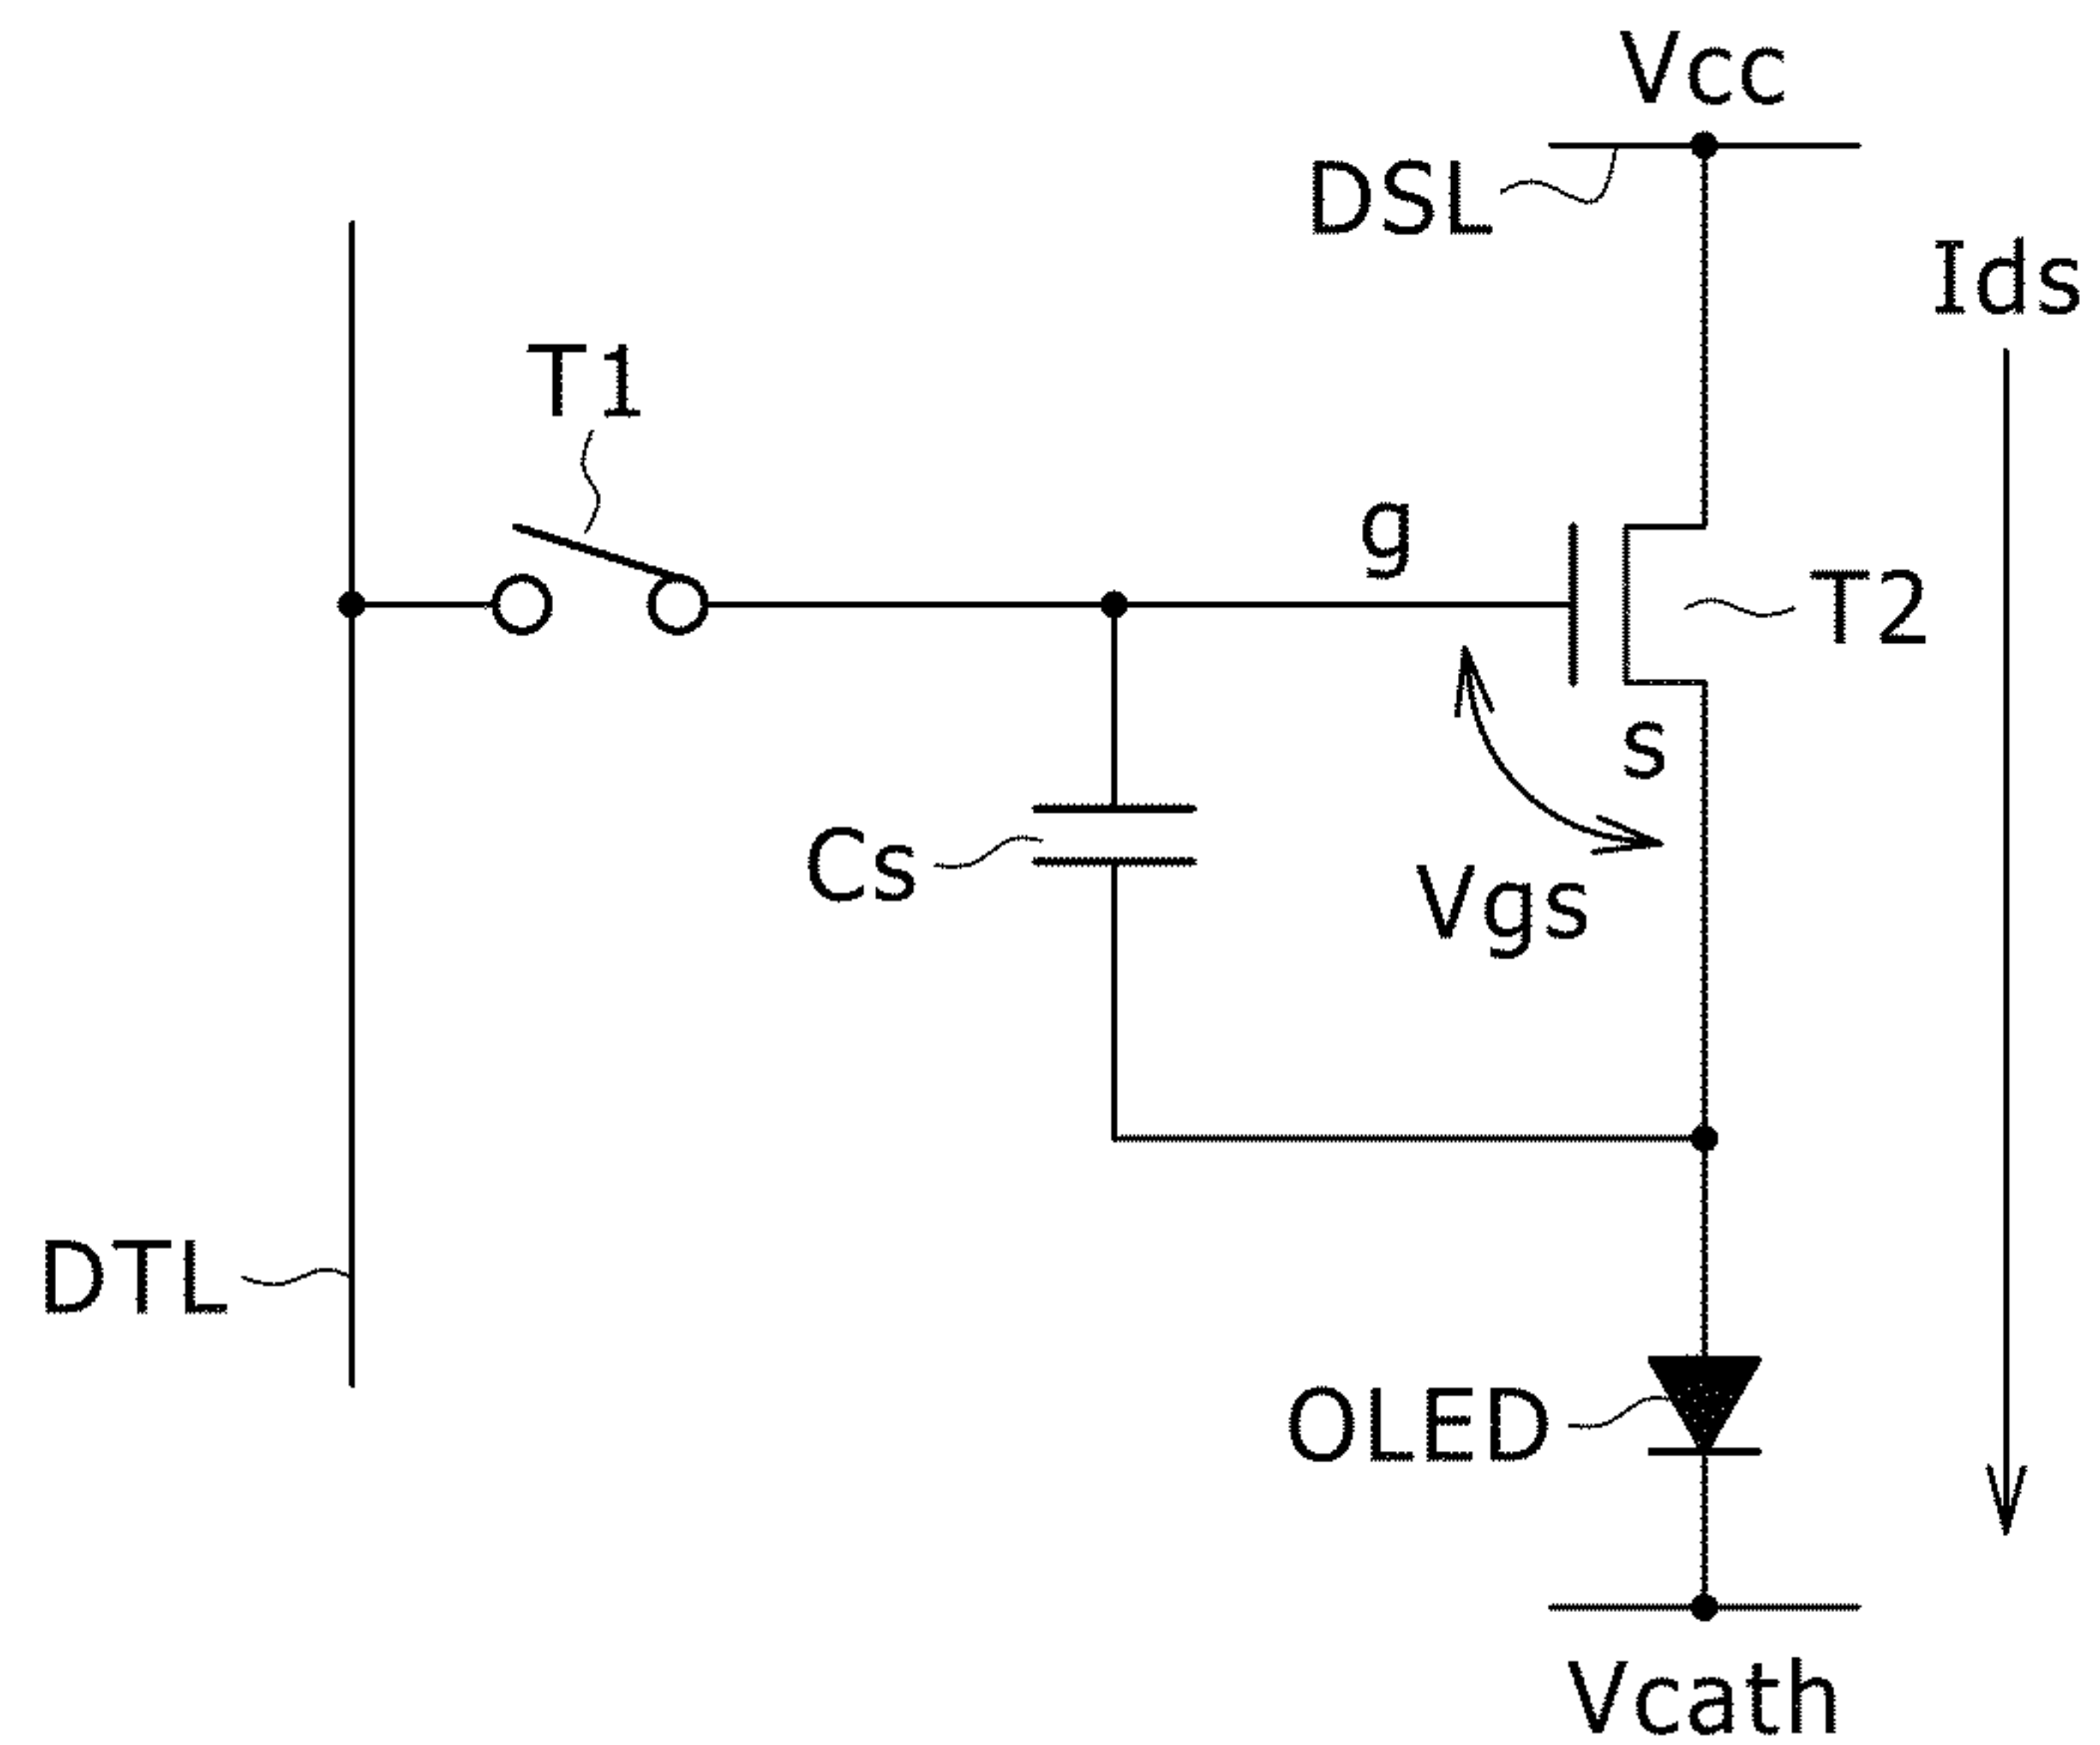 Vcc
DSL
Ids
T1
g
T2
s
Cs
Vgs
DTL
OLED
Vcath